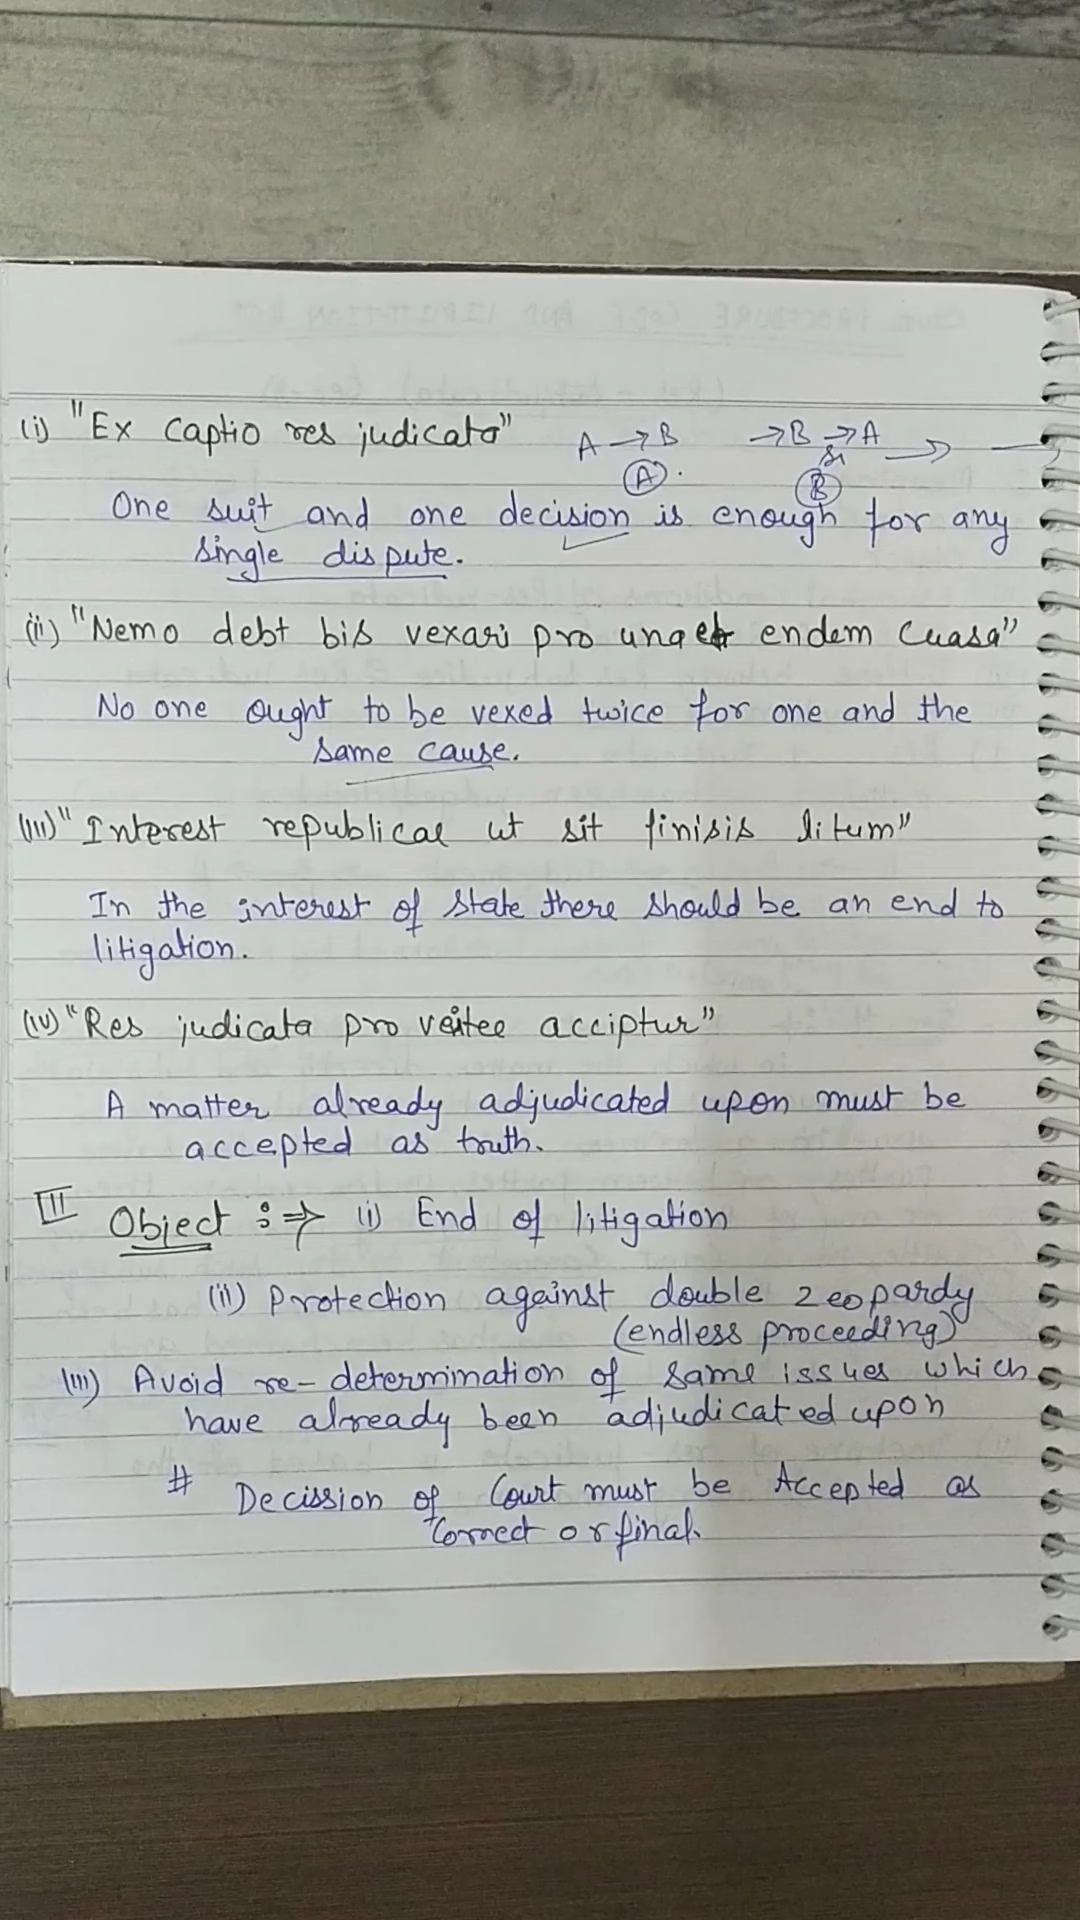 (i) "Ex Captio res judicata" A → B → B → A
A. B
One suit and one decision is enough for any
single dispute.
(ii) "Nemo debt bis vexari pro una et endem Cuasa"
No one ought to be vexed twice for one and the
same cause.
(iii) "Interest republicae ut sit finisis litum"
In the interest of state there should be an end to
litigation.
(iv) "Res judicata pro veitee acciptur"
A matter already adjudicated upon must be
accepted as truth.
III Object :⇒ (i) End of litigation
(ii) Protection against double zeopardy
(endless proceeding)
(iii) Avoid re-determination of same issues which
have already been adjudicated upon
# Decission of Court must be Accepted as
Correct or final.